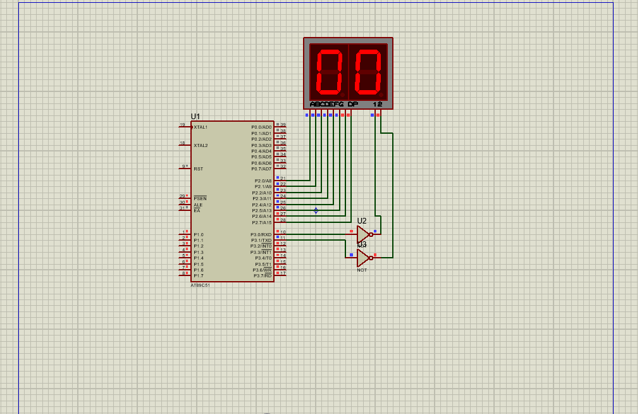 00
ABCDEFG DP 12
U1
XTAL1
XTAL2
RST
PSEN
ALE
EA
P1.0
P1.1
P1.2
P1.3
P1.4
P1.5
P1.6
P1.7
P0.0/AD0
P0.1/AD1
P0.2/AD2
P0.3/AD3
P0.4/AD4
P0.5/AD5
P0.6/AD6
P0.7/AD7
P2.0/A8
P2.1/A9
P2.2/A10
P2.3/A11
P2.4/A12
P2.5/A13
P2.6/A14
P2.7/A15
P3.0/RXD
P3.1/TXD
P3.2/INT0
P3.3/INT1
P3.4/T0
P3.5/T1
P3.6/WR
P3.7/RD
AT89C51
U2
U3
NOT